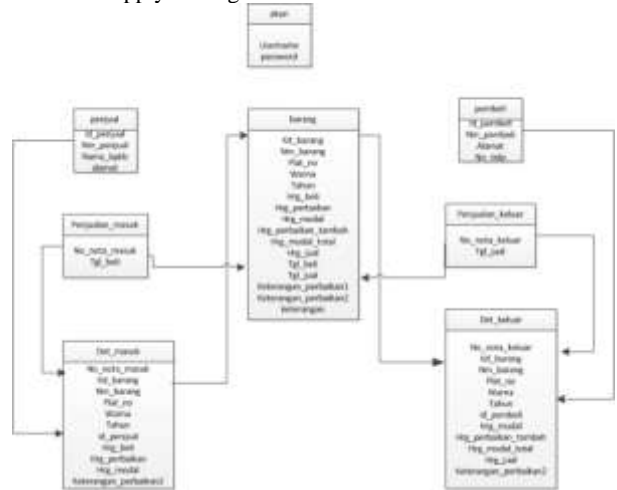 akun
Username
password
penjual
Id_penjual
Nm_penjual
Nama_bpkb
alamat
barang
Kd_barang
Nm_barang
Plat_no
Warna
Tahun
Hrg_beli
Hrg_perbaikan
Hrg_modal
Hrg_perbaikan_tambah
Hrg_modal_total
Hrg_jual
Tgl_beli
Tgl_jual
Keterangan_perbaikan1
Keterangan_perbaikan2
Keterangan
pembeli
Id_pembeli
Nm_pembeli
Alamat
No_telp
Penjualan_masuk
No_nota_masuk
Tgl_beli
Penjualan_keluar
No_nota_keluar
Tgl_jual
Det_masuk
No_nota_masuk
Kd_barang
Nm_barang
Plat_no
Warna
Tahun
Id_penjual
Hrg_beli
Hrg_perbaikan
Hrg_modal
Keterangan_perbaikan1
Det_keluar
No_nota_keluar
Kd_barang
Nm_barang
Plat_no
Warna
Tahun
Id_pembeli
Hrg_modal
Hrg_perbaikan_tambah
Hrg_modal_total
Hrg_jual
Keterangan_perbaikan2